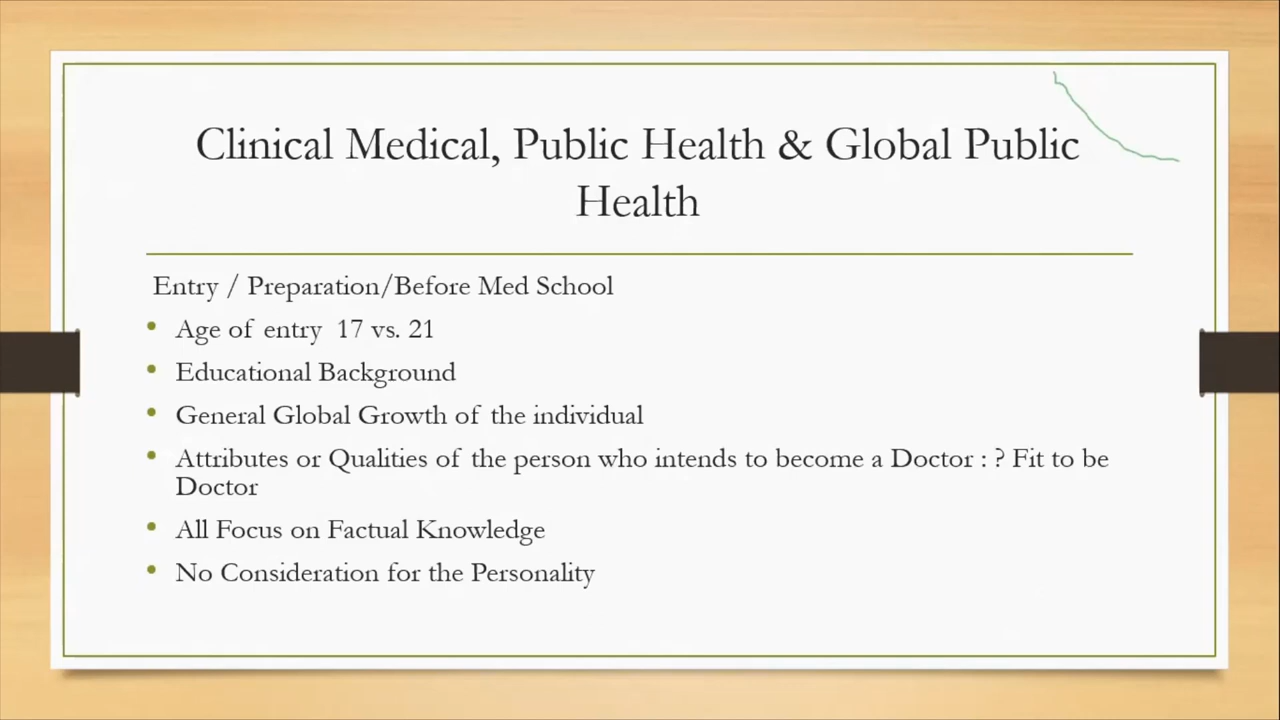 Clinical Medical, Public Health & Global Public
Health
Entry / Preparation/Before Med School
• Age of entry 17 vs. 21
• Educational Background
• General Global Growth of the individual
• Attributes or Qualities of the person who intends to become a Doctor : ? Fit to be
Doctor
• All Focus on Factual Knowledge
• No Consideration for the Personality